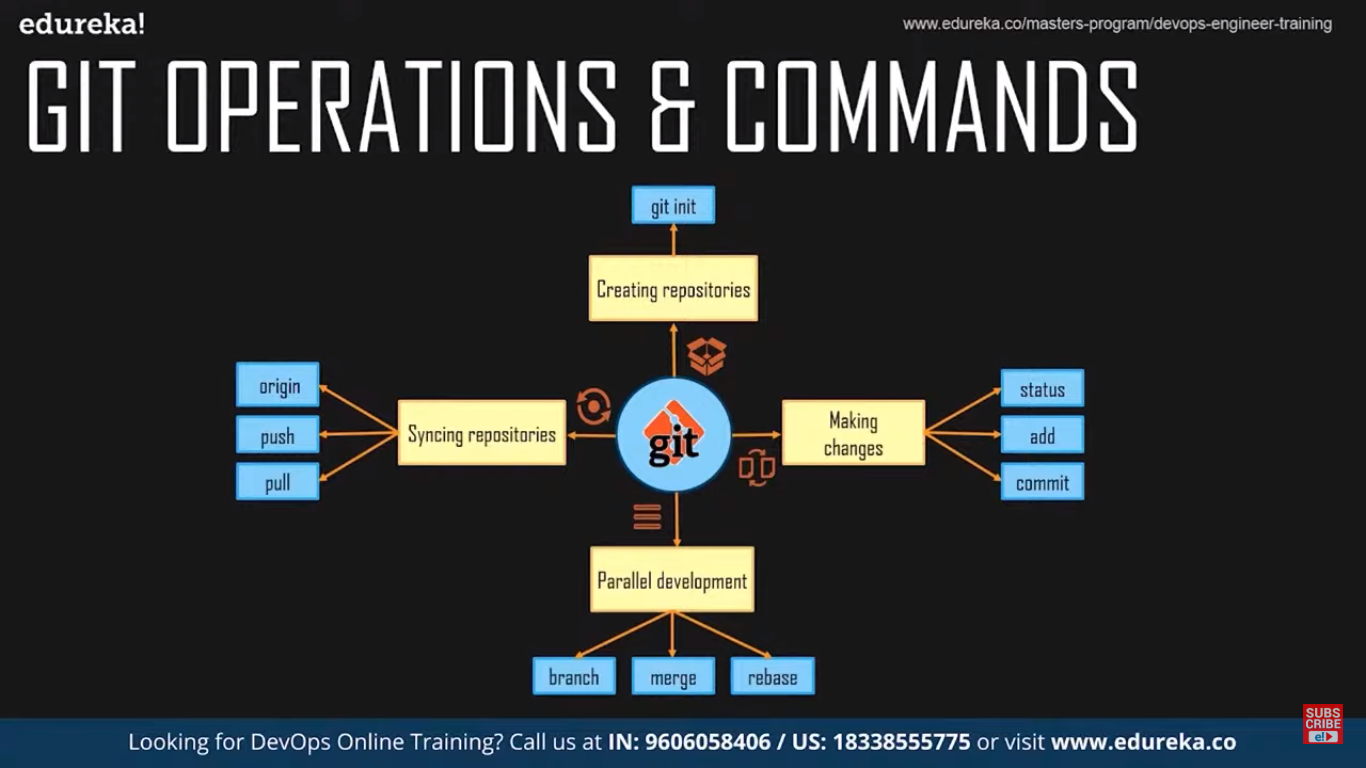 edureka!
www.edureka.co/masters-program/devops-engineer-training
GIT OPERATIONS & COMMANDS
git init
Creating repositories
origin
push
pull
Syncing repositories
git
Making
changes
status
add
commit
Parallel development
branch
merge
rebase
SUBS
CRIBE
e!
Looking for DevOps Online Training? Call us at IN: 9606058406 / US: 18338555775 or visit www.edureka.co